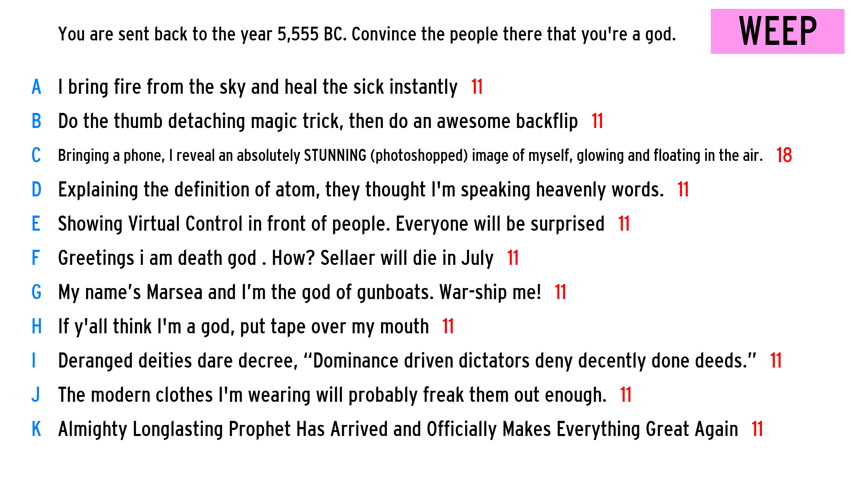 You are sent back to the year 5,555 BC. Convince the people there that you're a god.
WEEP
A I bring fire from the sky and heal the sick instantly 11
B Do the thumb detaching magic trick, then do an awesome backflip 11
C Bringing a phone, I reveal an absolutely STUNNING (photoshopped) image of myself, glowing and floating in the air. 18
D Explaining the definition of atom, they thought I'm speaking heavenly words. 11
E Showing Virtual Control in front of people. Everyone will be surprised 11
F Greetings i am death god . How? Sellaer will die in July 11
G My name’s Marsea and I’m the god of gunboats. War-ship me! 11
H If y'all think I'm a god, put tape over my mouth 11
I Deranged deities dare decree, “Dominance driven dictators deny decently done deeds.” 11
J The modern clothes I'm wearing will probably freak them out enough. 11
K Almighty Longlasting Prophet Has Arrived and Officially Makes Everything Great Again 11